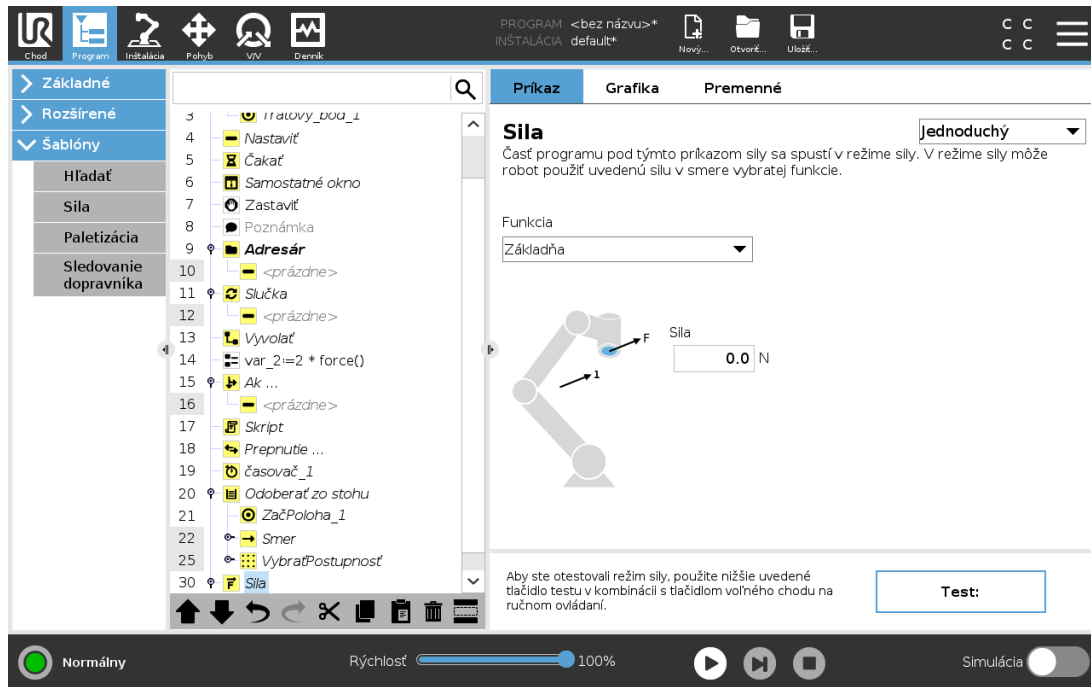 PROGRAM <bez názvu>*
INŠTALÁCIA default*
Chod
Program
Inštalácia
Pohyb
V/V
Dennik
Nový...
Otvoriť...
Uložiť...
C C
C C
Základné
Rozšírené
Šablóny
Hľadať
Sila
Paletizácia
Sledovanie
dopravníka
3 Traťový_bod_1
4 Nastaviť
5 Čakať
6 Samostatné okno
7 Zastaviť
8 Poznámka
9 Adresár
10 <prázdne>
11 Slučka
12 <prázdne>
13 Vyvolať
14 var_2:=2 * force()
15 Ak ...
16 <prázdne>
17 Skript
18 Prepnutie ...
19 časovač_1
20 Odoberať zo stohu
21 ZačPoloha_1
22 Smer
25 VybraťPostupnosť
30 Sila
Príkaz
Grafika
Premenné
Sila
Jednoduchý
Časť programu pod týmto príkazom sily sa spustí v režime sily. V režime sily môže
robot použiť uvedenú silu v smere vybratej funkcie.
Funkcia
Základňa
F
1
Sila
0.0 N
Aby ste otestovali režim sily, použite nižšie uvedené
tlačidlo testu v kombinácii s tlačidlom voľného chodu na
ručnom ovládaní.
Test:
Normálny
Rýchlosť
100%
Simulácia